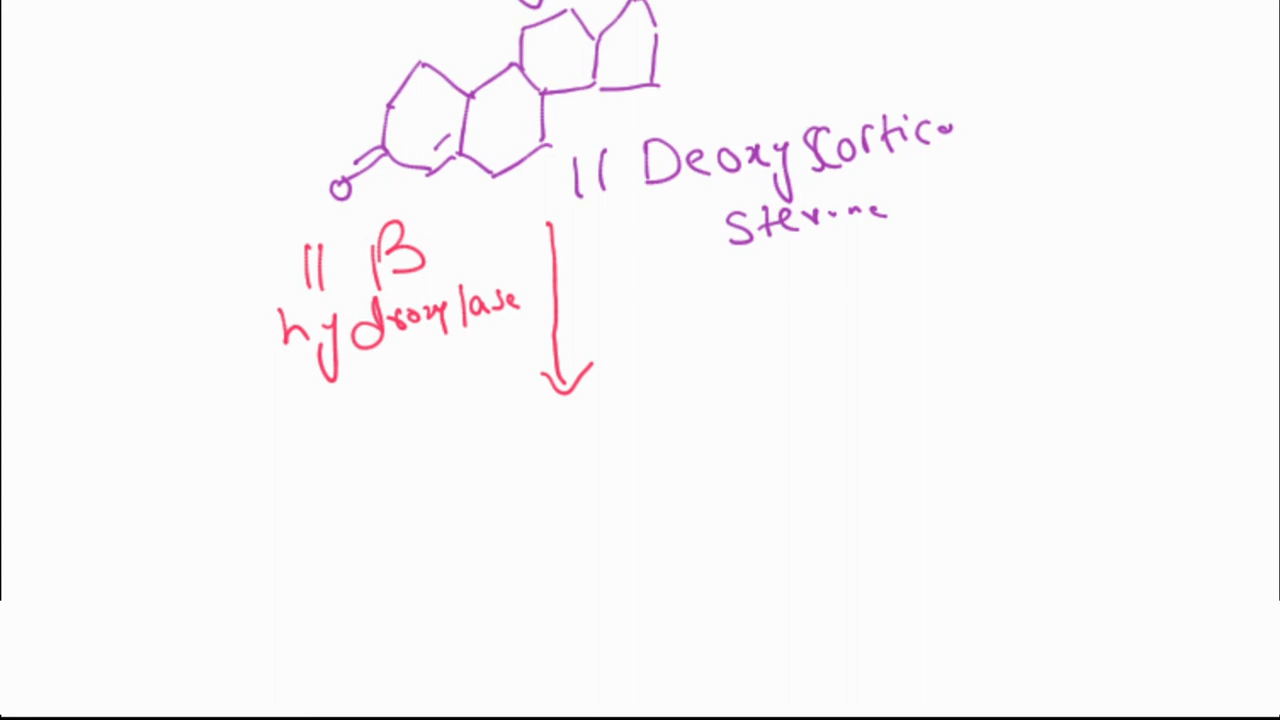 11 Deoxy Cortico
Sterone
11 β
hydroxylase
O